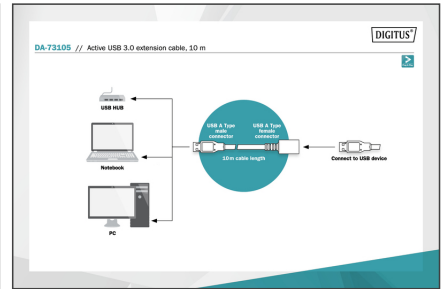 DIGITUS®
DA-73105 // Active USB 3.0 extension cable, 10 m
USB HUB
USB A Type
male
connector
USB A Type
female
connector
10m cable length
Notebook
Connect to USB device
PC